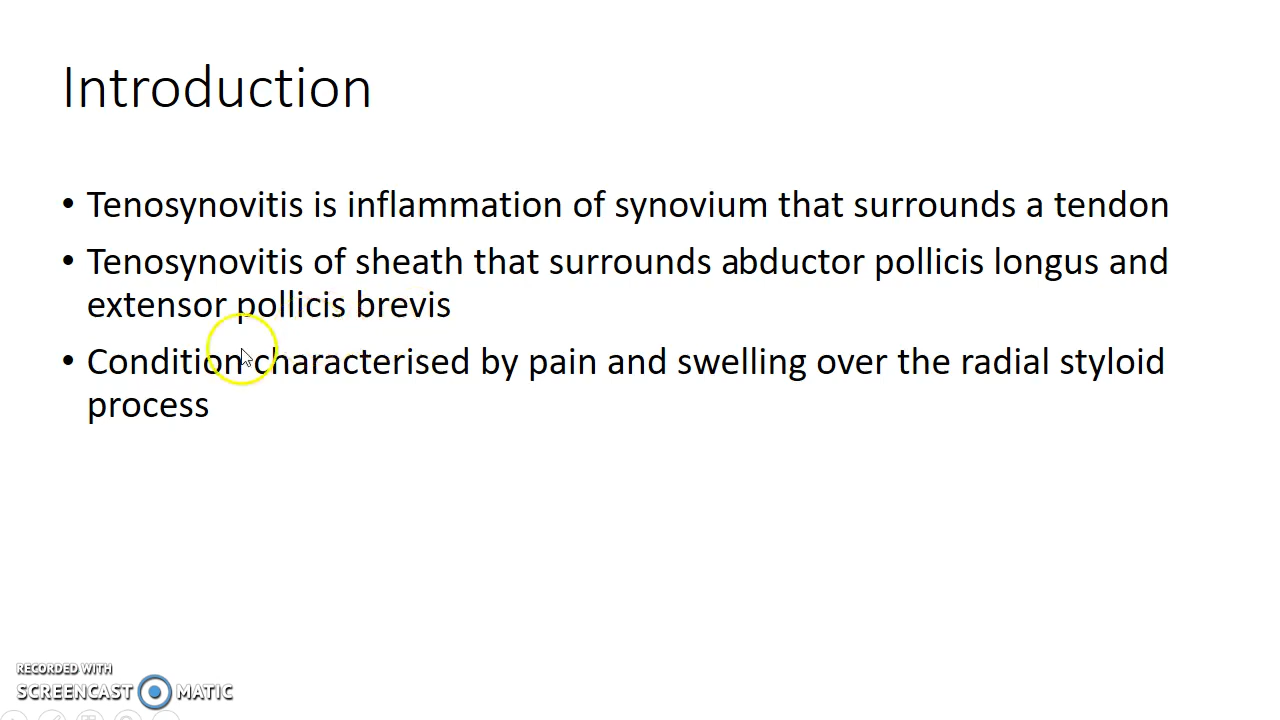 Introduction
• Tenosynovitis is inflammation of synovium that surrounds a tendon
• Tenosynovitis of sheath that surrounds abductor pollicis longus and
extensor pollicis brevis
• Condition characterised by pain and swelling over the radial styloid
process
RECORDED WITH
SCREENCAST MATIC